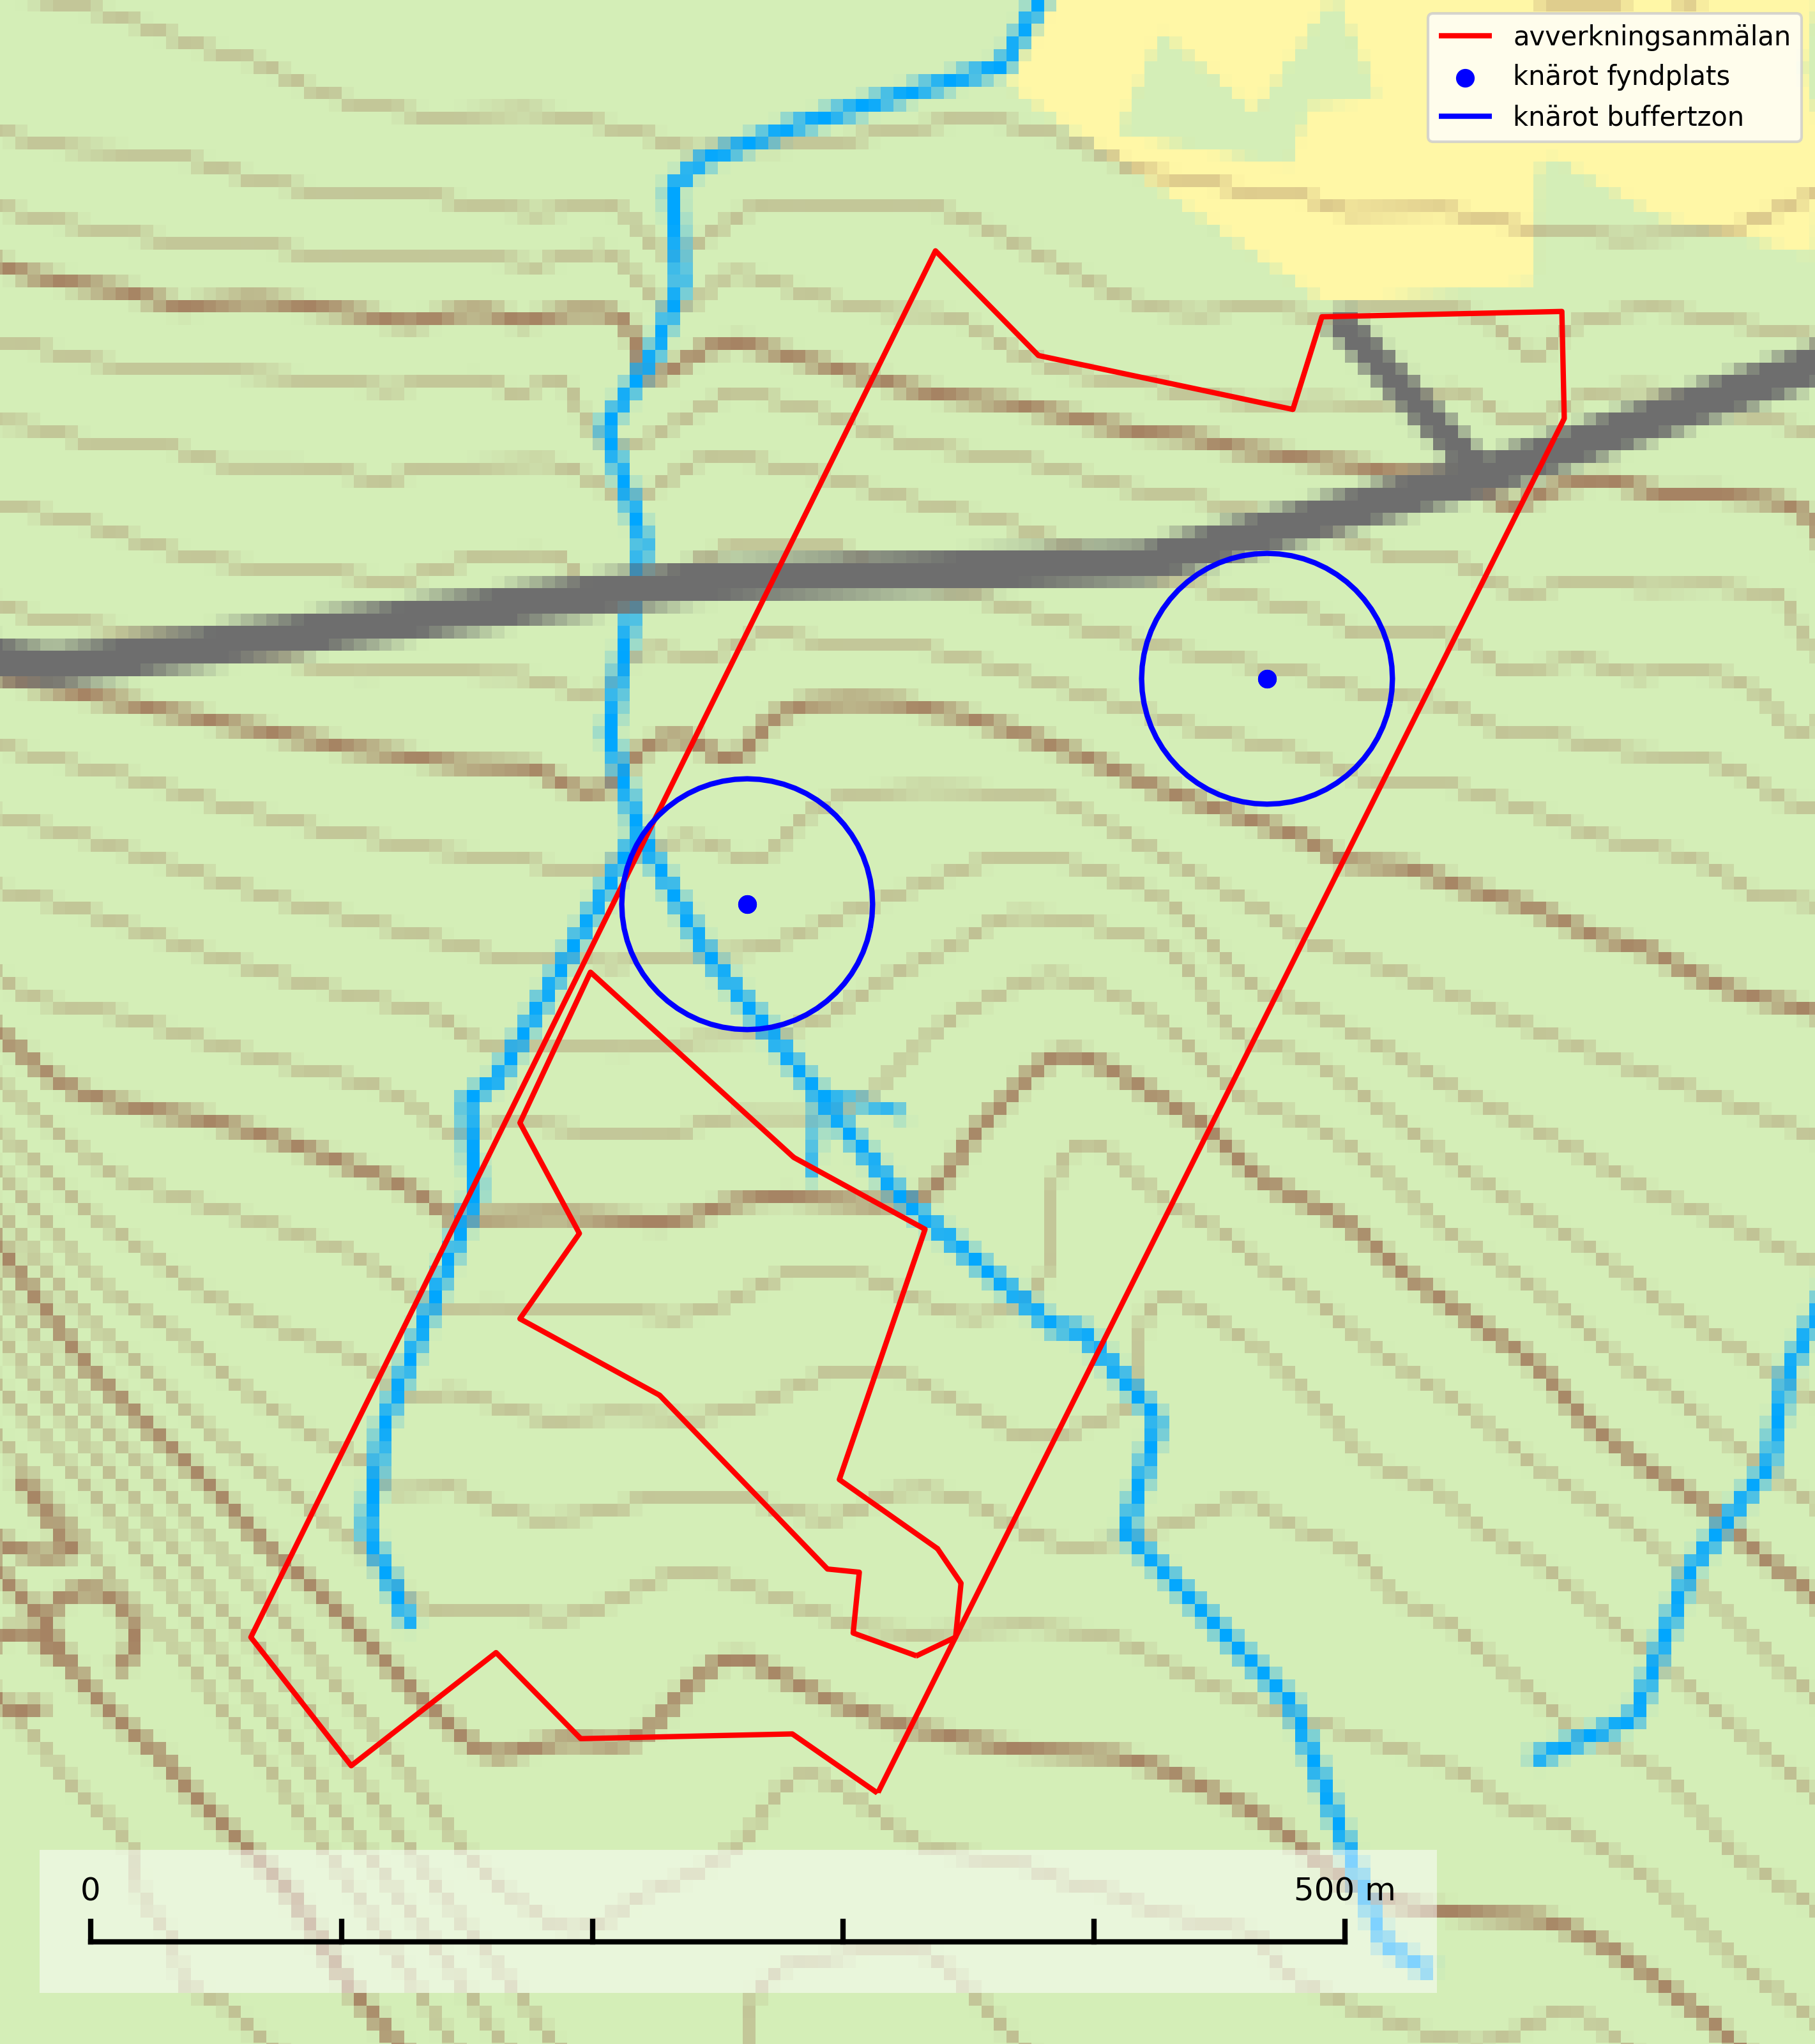 avverkningsanmälan
knärot fyndplats
knärot buffertzon
0 500 m